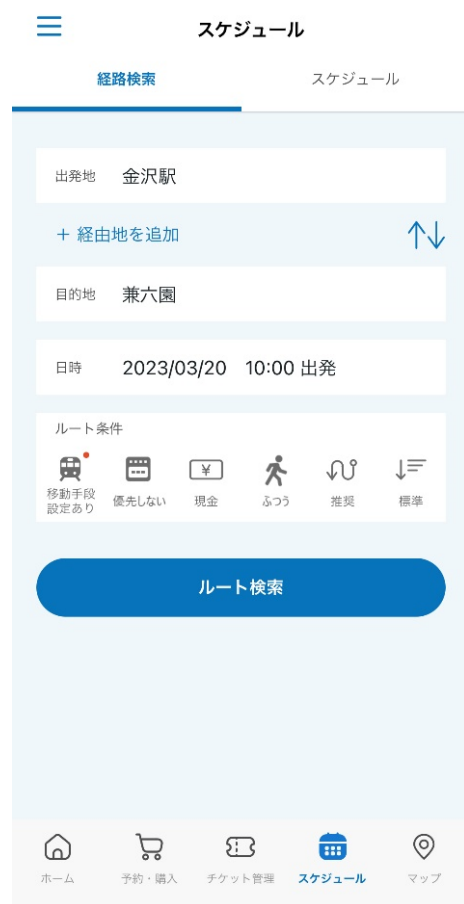 スケジュール
経路検索 スケジュール
出発地 金沢駅
+ 経由地を追加
目的地 兼六園
日時 2023/03/20 10:00 出発
ルート条件
移動手段 優先しない 現金 ふつう 推奨 標準
設定あり
ルート検索
ホーム 予約・購入 チケット管理 スケジュール マップ